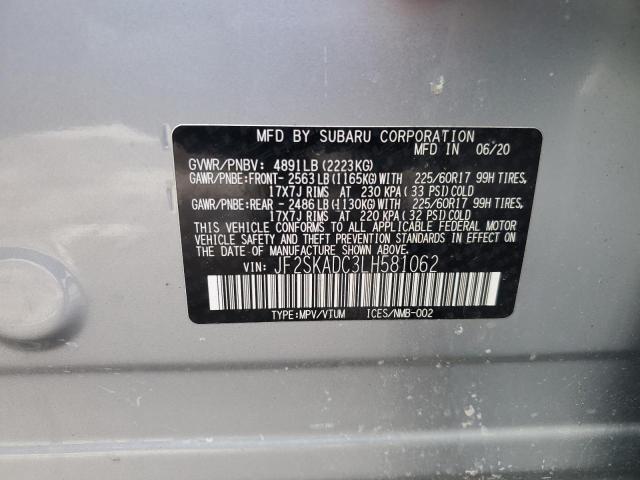 MFD BY SUBARU CORPORATION
MFD IN 06/20
GVWR/PNBV: 4891LB(2223KG)
GAWR/PNBE:FRONT- 2563LB(1165KG)WITH 225/60R17 99H TIRES,
17X7J RIMS AT 230 KPA(33 PSI)COLD
GAWR/PNBE:REAR - 2486LB(1130KG)WITH 225/60R17 99H TIRES,
17X7J RIMS AT 220 KPA(32 PSI)COLD
THIS VEHICLE CONFORMS TO ALL APPLICABLE FEDERAL MOTOR
VEHICLE SAFETY AND THEFT PREVENTION STANDARDS IN EFFECT ON
THE DATE OF MANUFACTURE SHOWN ABOVE.
VIN: JF2SKADC3LH581062
TYPE:MPV/VTUM ICES/NMB-002